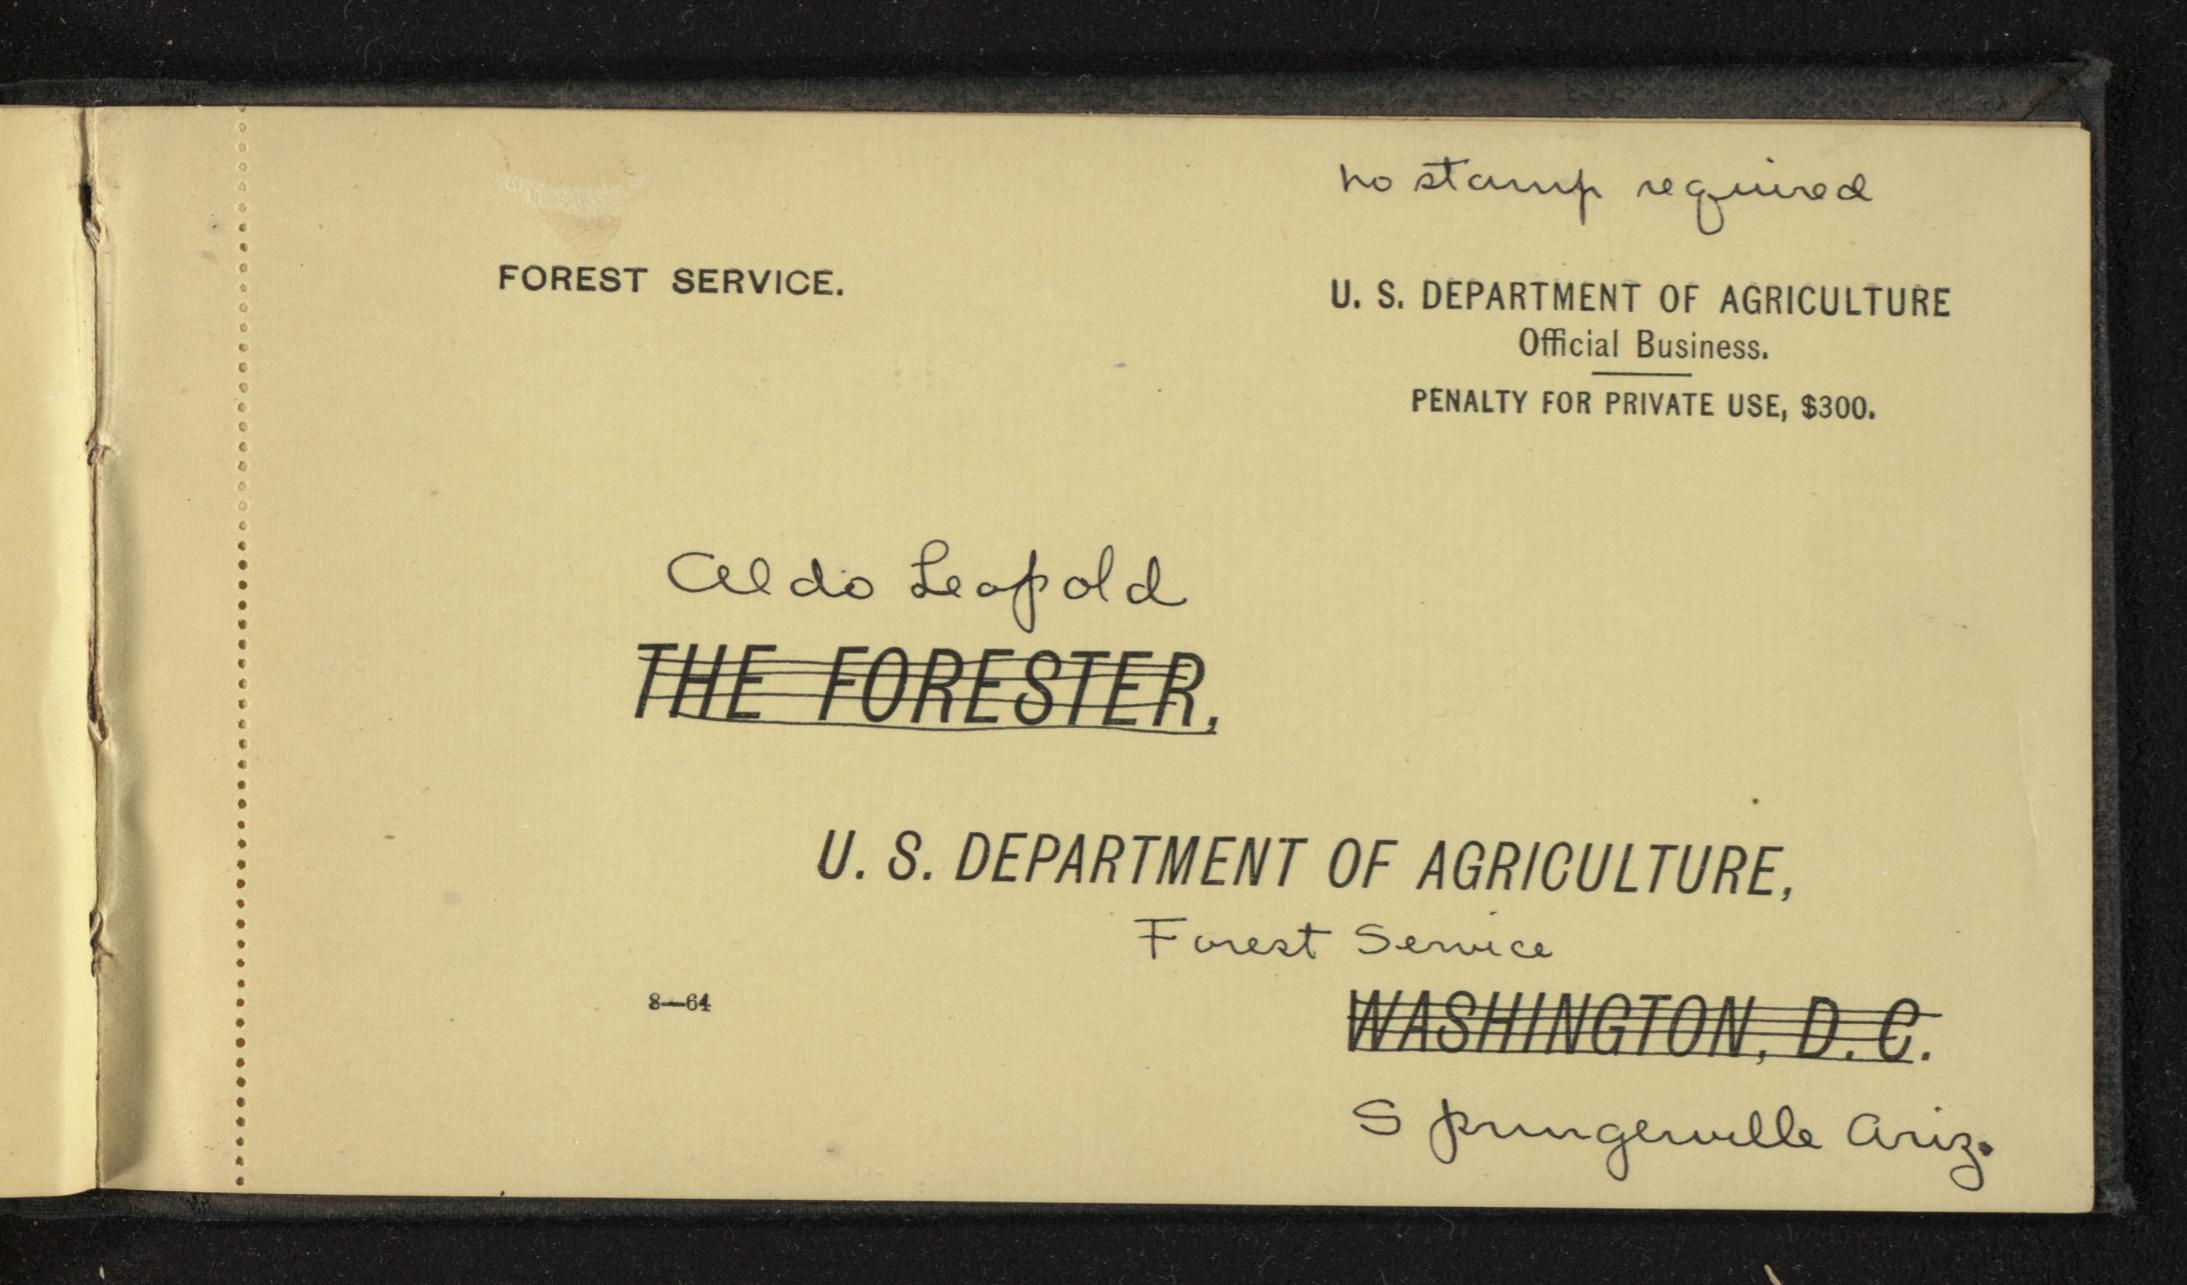 no stamp required
FOREST SERVICE.
U. S. DEPARTMENT OF AGRICULTURE
Official Business.
PENALTY FOR PRIVATE USE, $300.
Aldo Leopold
THE FORESTER,
U. S. DEPARTMENT OF AGRICULTURE,
Forest Service
8—64
WASHINGTON, D. C.
Springerville Ariz.